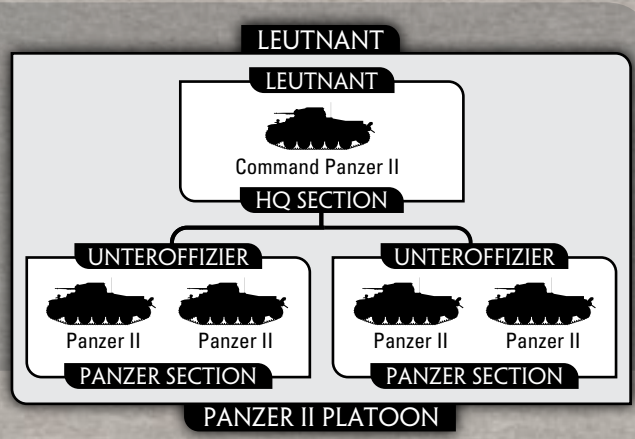 LEUTNANT
LEUTNANT
Command Panzer II
HQ SECTION
UNTEROFFIZIER
Panzer II Panzer II
PANZER SECTION
UNTEROFFIZIER
Panzer II Panzer II
PANZER SECTION
PANZER II PLATOON